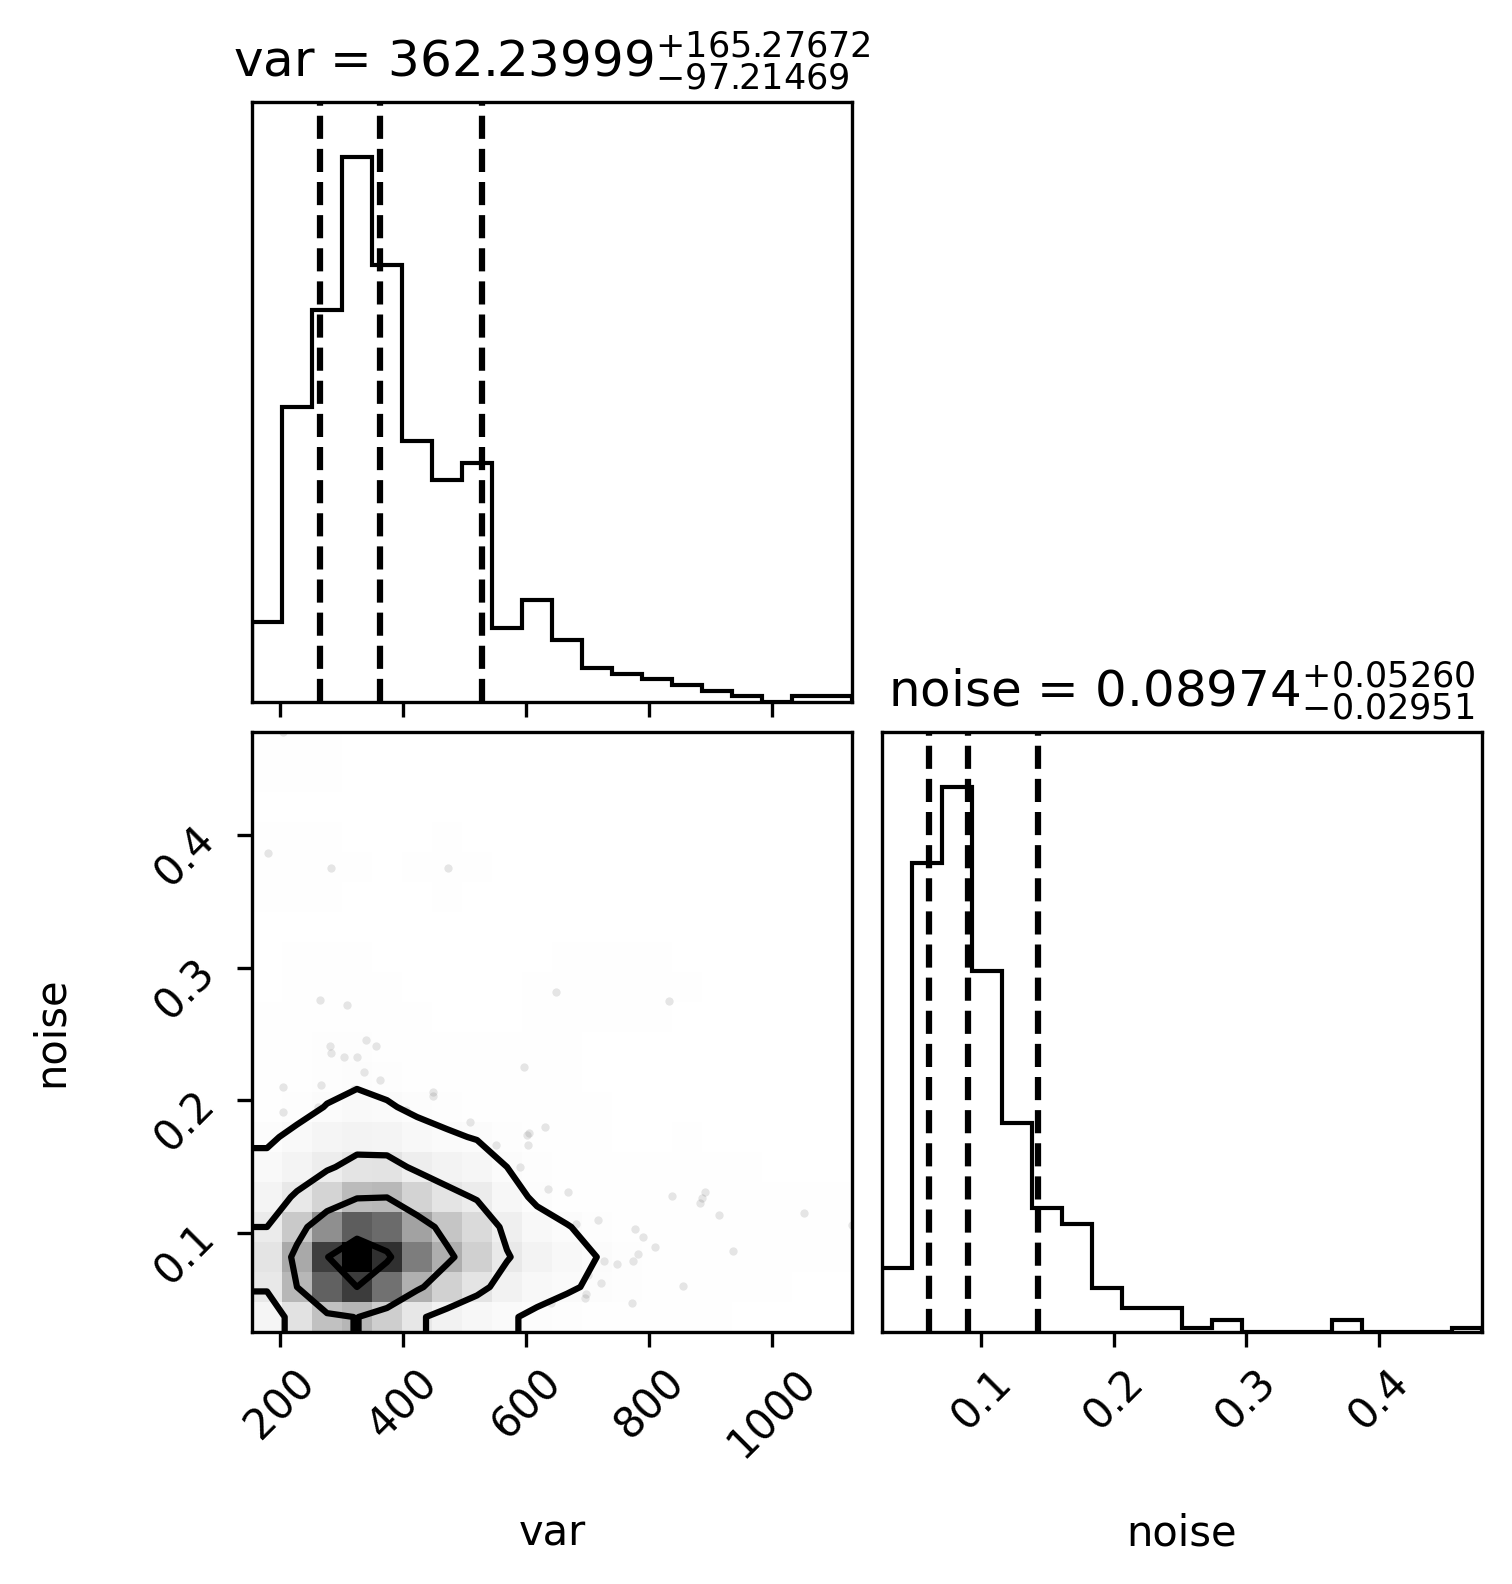 var = 362.23999+165.27672−97.21469
noise = 0.08974+0.05260−0.02951
0.4
0.3
0.2
0.1
noise
200 400 600 800 1000
0.1 0.2 0.3 0.4
var
noise